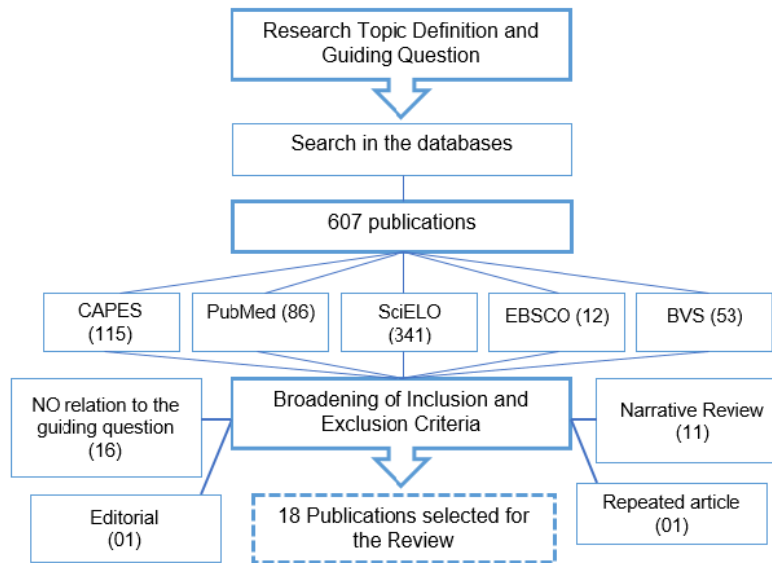 Research Topic Definition and
Guiding Question
Search in the databases
607 publications
CAPES
(115)
PubMed (86)
SciELO
(341)
EBSCO (12)
BVS (53)
NO relation to the
guiding question
(16)
Broadening of Inclusion and
Exclusion Criteria
Narrative Review
(11)
Editorial
(01)
18 Publications selected for
the Review
Repeated article
(01)